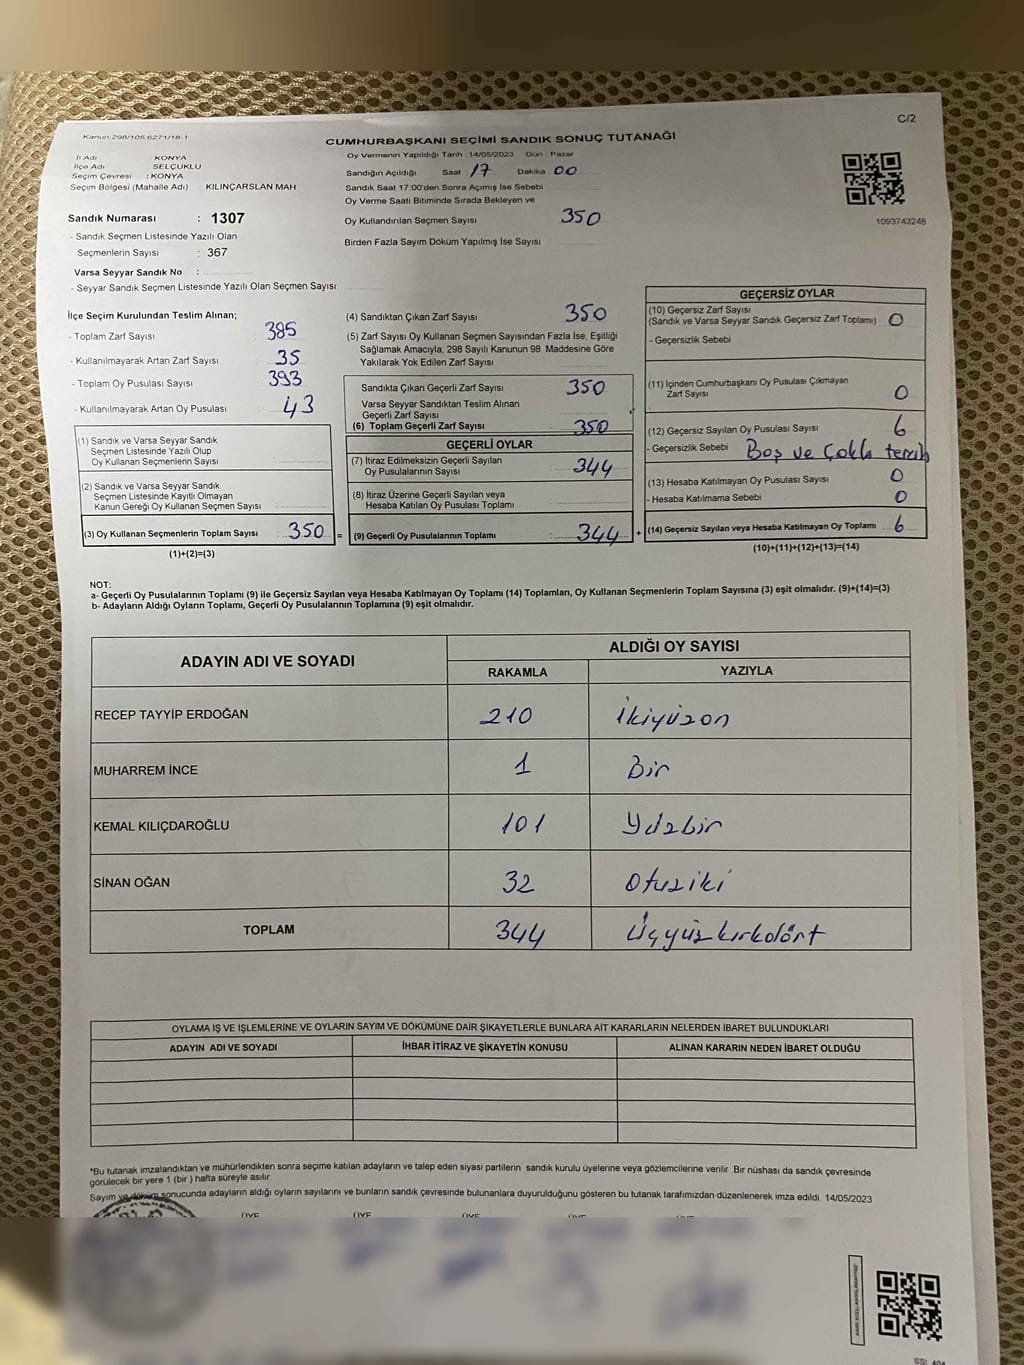 Kanun 298/105,6271/18-1
C/2
CUMHURBAŞKANI SEÇİMİ SANDIK SONUÇ TUTANAĞI
İl Adı KONYA
İlçe Adı SELÇUKLU
Seçim Çevresi : KONYA
Seçim Bölgesi (Mahalle Adı) KILINÇARSLAN MAH
Oy Vermenin Yapıldığı Tarih : 14/05/2023 Gün : Pazar
Sandığın Açıldığı Saat : 17 Dakika 00
Sandık Saat 17:00'den Sonra Açımış İse Sebebi
Oy Verme Saati Bitiminde Sırada Bekleyen ve
Oy Kullandırılan Seçmen Sayısı 350
Birden Fazla Sayım Döküm Yapılmış İse Sayısı
1093743248
Sandık Numarası : 1307
- Sandık Seçmen Listesinde Yazılı Olan
Seçmenlerin Sayısı : 367
Varsa Seyyar Sandık No :
- Seyyar Sandık Seçmen Listesinde Yazılı Olan Seçmen Sayısı
İlçe Seçim Kurulundan Teslim Alınan;
- Toplam Zarf Sayısı 385
- Kullanılmayarak Artan Zarf Sayısı 35
- Toplam Oy Pusulası Sayısı 393
- Kullanılmayarak Artan Oy Pusulası 43
(1) Sandık ve Varsa Seyyar Sandık
Seçmen Listesinde Yazılı Olup
Oy Kullanan Seçmenlerin Sayısı
(2) Sandık ve Varsa Seyyar Sandık
Seçmen Listesinde Kayıtlı Olmayan
Kanun Gereği Oy Kullanan Seçmen Sayısı
(3) Oy Kullanan Seçmenlerin Toplam Sayısı : 350 =
(1)+(2)=(3)
(4) Sandıktan Çıkan Zarf Sayısı 350
(5) Zarf Sayısı Oy Kullanan Seçmen Sayısından Fazla İse, Eşitliği
Sağlamak Amacıyla, 298 Sayılı Kanunun 98. Maddesine Göre
Yakılarak Yok Edilen Zarf Sayısı
Sandıkta Çıkan Geçerli Zarf Sayısı 350
Varsa Seyyar Sandıktan Teslim Alınan
Geçerli Zarf Sayısı
(6) Toplam Geçerli Zarf Sayısı 350
GEÇERLİ OYLAR
(7) İtiraz Edilmeksizin Geçerli Sayılan
Oy Pusulalarının Sayısı 344
(8) İtiraz Üzerine Geçerli Sayılan veya
Hesaba Katılan Oy Pusulası Toplamı
(9) Geçerli Oy Pusulalarının Toplamı : 344 +
GEÇERSİZ OYLAR
(10) Geçersiz Zarf Sayısı
(Sandık ve Varsa Seyyar Sandık Geçersiz Zarf Toplamı) 0
- Geçersizlik Sebebi
(11) İçinden Cumhurbaşkanı Oy Pusulası Çıkmayan
Zarf Sayısı 0
(12) Geçersiz Sayılan Oy Pusulası Sayısı 6
- Geçersizlik Sebebi Boş ve Çoklu tercih
(13) Hesaba Katılmayan Oy Pusulası Sayısı 0
- Hesaba Katılmama Sebebi 0
(14) Geçersiz Sayılan veya Hesaba Katılmayan Oy Toplamı 6
(10)+(11)+(12)+(13)=(14)
NOT:
a- Geçerli Oy Pusulalarının Toplamı (9) ile Geçersiz Sayılan veya Hesaba Katılmayan Oy Toplamı (14) Toplamları, Oy Kullanan Seçmenlerin Toplam Sayısına (3) eşit olmalıdır. (9)+(14)=(3)
b- Adayların Aldığı Oyların Toplamı, Geçerli Oy Pusulalarının Toplamına (9) eşit olmalıdır.
ADAYIN ADI VE SOYADI
ALDIĞI OY SAYISI
RAKAMLA YAZIYLA
RECEP TAYYİP ERDOĞAN 210 İkiyüzon
MUHARREM İNCE 1 Bir
KEMAL KILIÇDAROĞLU 101 Yüzbir
SİNAN OĞAN 32 Otuziki
TOPLAM 344 Üçyüzkırkdört
OYLAMA İŞ VE İŞLEMLERİNE VE OYLARIN SAYIM VE DÖKÜMÜNE DAİR ŞİKAYETLERLE BUNLARA AİT KARARLARIN NELERDEN İBARET BULUNDUKLARI
ADAYIN ADI VE SOYADI İHBAR İTİRAZ VE ŞİKAYETİN KONUSU ALINAN KARARIN NEDEN İBARET OLDUĞU
*Bu tutanak imzalandıktan ve mühürlendikten sonra seçime katılan adayların ve talep eden siyasi partilerin sandık kurulu üyelerine veya gözlemcilerine verilir. Bir nüshası da sandık çevresinde
görülecek bir yere 1 (bir ) hafta süreyle asılır.
Sayım ve döküm sonucunda adayların aldığı oyların sayılarını ve bunların sandık çevresinde bulunanlara duyurulduğunu gösteren bu tutanak tarafımızdan düzenlenerek imza edildi. 14/05/2023
ÜYE ÜYE ÜYE